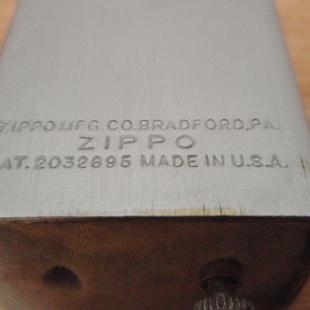 ZIPPO MFG. CO. BRADFORD, PA.
ZIPPO
PAT. 2032695 MADE IN U.S.A.